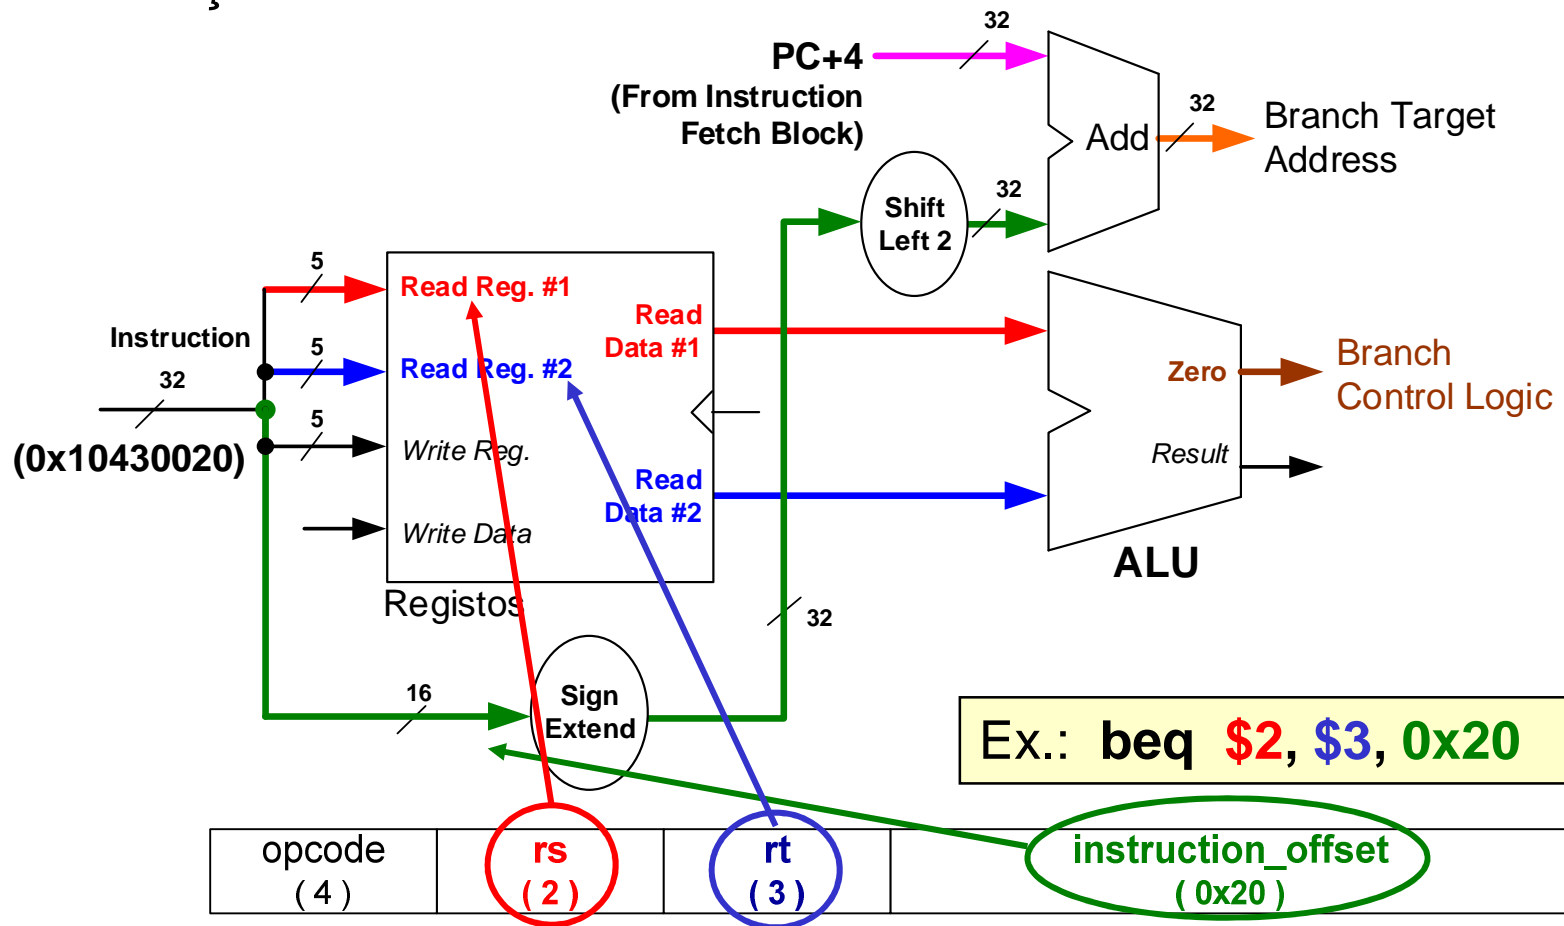 32
PC+4
(From Instruction
Fetch Block)
Add
32
Branch Target
Address
Shift
Left 2
32
5
Read Reg. #1
Read
Data #1
Instruction
32
5
Read Reg. #2
Zero
Branch
Control Logic
5
(0x10430020)
Write Reg.
Result
Read
Data #2
Write Data
ALU
Registos
32
16
Sign
Extend
Ex.: beq $2, $3, 0x20
opcode
( 4 )
rs
( 2 )
rt
( 3 )
instruction_offset
( 0x20 )